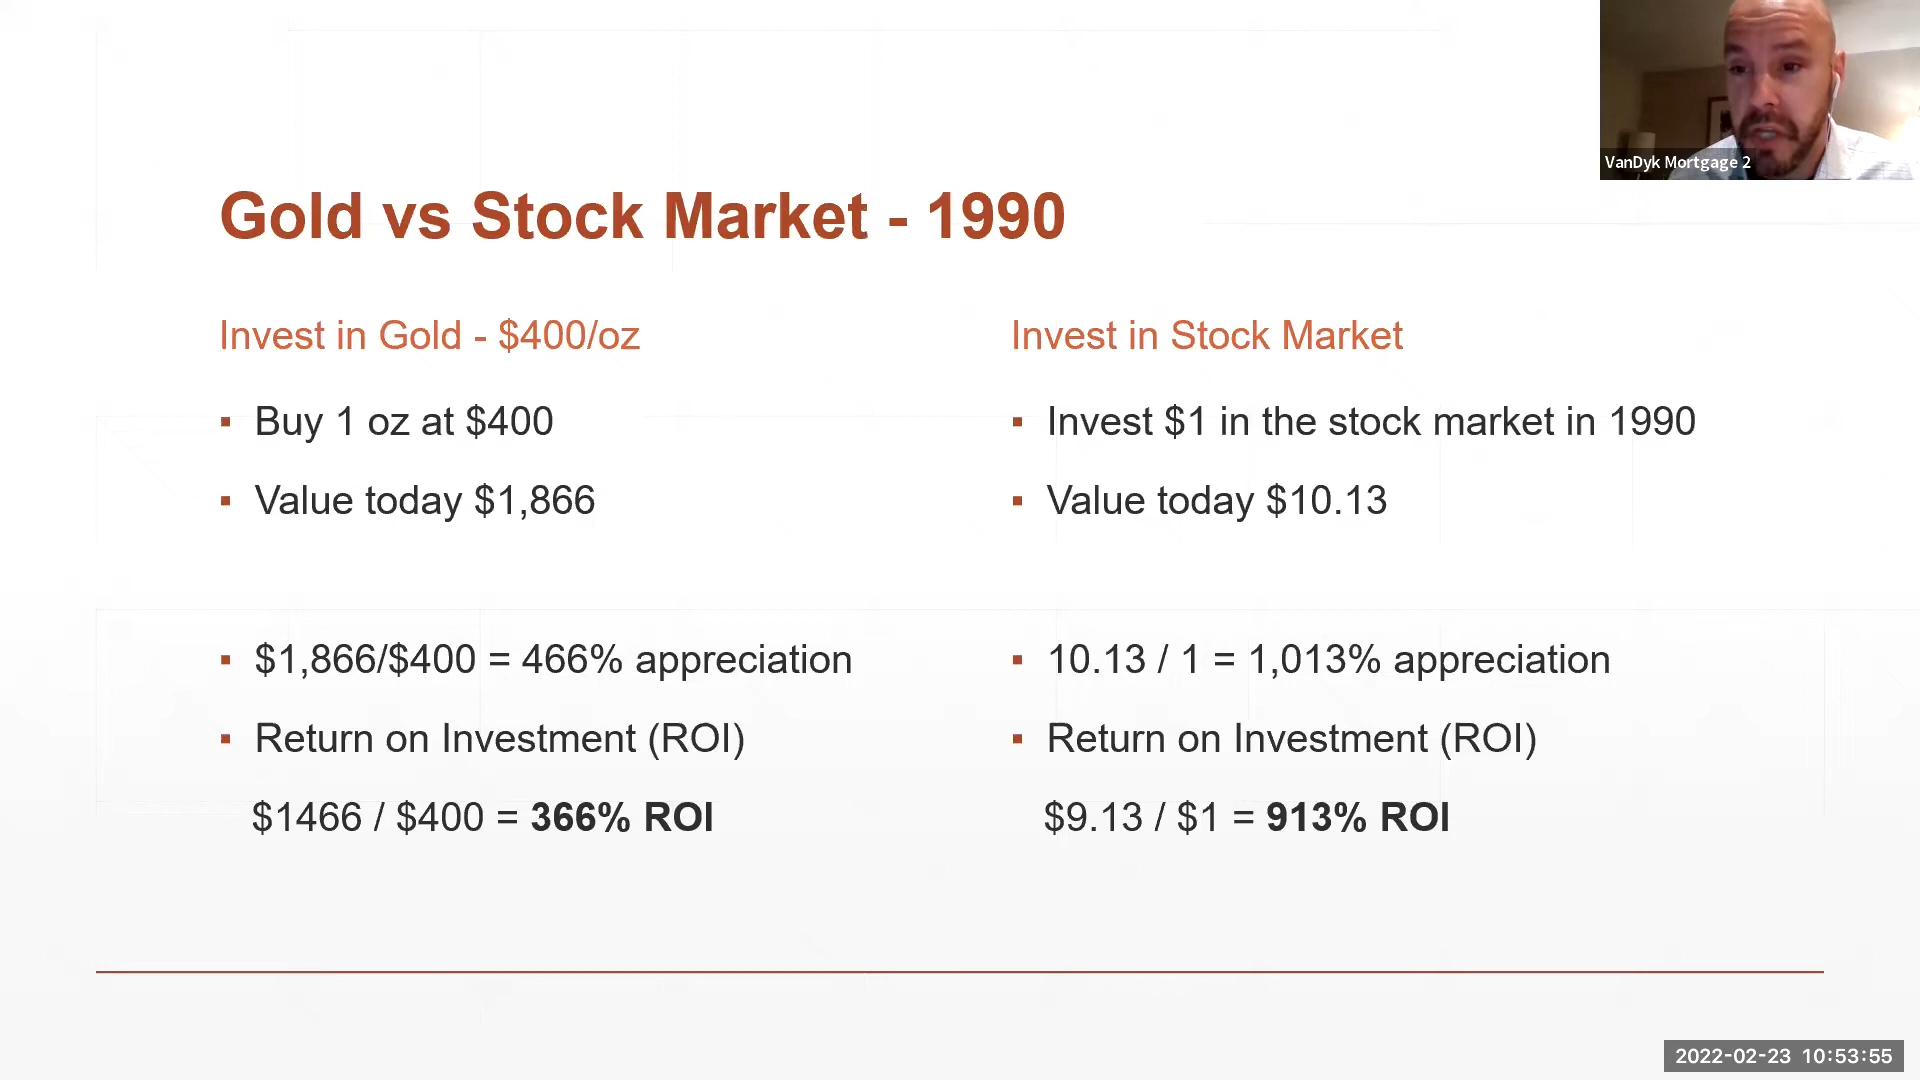 VanDyk Mortgage 2
Gold vs Stock Market - 1990
Invest in Gold - $400/oz
▪ Buy 1 oz at $400
▪ Value today $1,866
▪ $1,866/$400 = 466% appreciation
▪ Return on Investment (ROI)
$1466 / $400 = 366% ROI
Invest in Stock Market
▪ Invest $1 in the stock market in 1990
▪ Value today $10.13
▪ 10.13 / 1 = 1,013% appreciation
▪ Return on Investment (ROI)
$9.13 / $1 = 913% ROI
2022-02-23 10:53:55